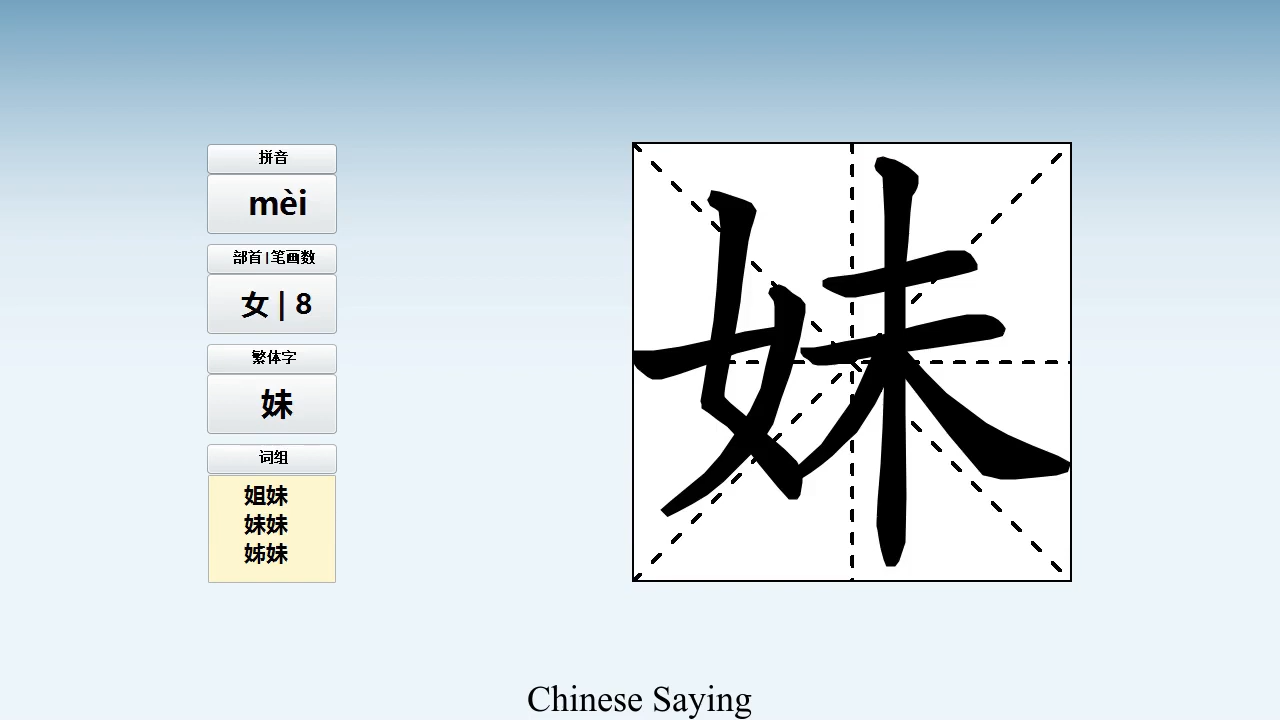 拼音
mèi
部首|笔画数
女 | 8
繁体字
妹
词组
姐妹
妹妹
姊妹
妹
Chinese Saying